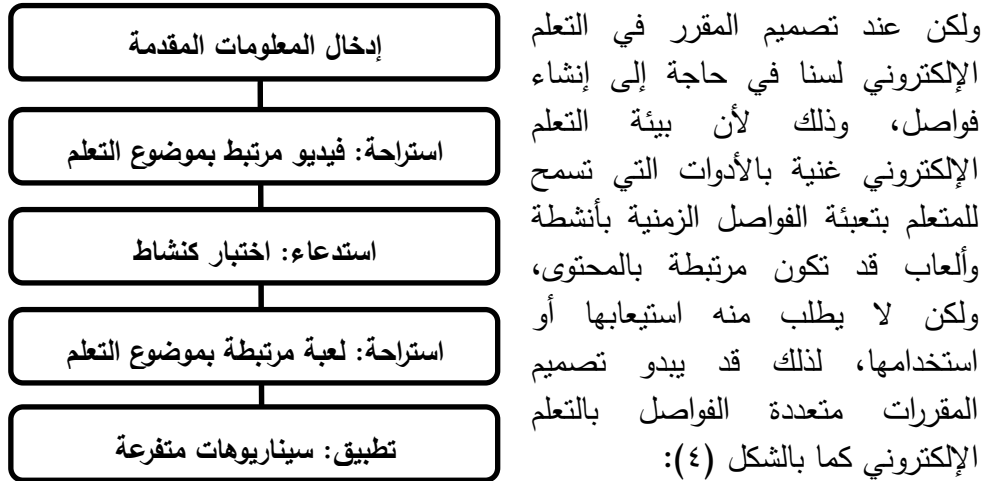 ولكن عند تصميم المقرر في التعلم
الإلكتروني لسنا في حاجة إلى إنشاء
فواصل، وذلك لأن بيئة التعلم
الإلكتروني غنية بالأدوات التي تسمح
للمتعلم بتعبئة الفواصل الزمنية بأنشطة
وألعاب قد تكون مرتبطة بالمحتوى،
ولكن لا يطلب منه استيعابها أو
استخدامها، لذلك قد يبدو تصميم
المقررات متعددة الفواصل بالتعلم
الإلكتروني كما بالشكل (٤):
إدخال المعلومات المقدمة
استراحة: فيديو مرتبط بموضوع التعلم
استدعاء: اختبار كنشاط
استراحة: لعبة مرتبطة بموضوع التعلم
تطبيق: سيناريوهات متفرعة